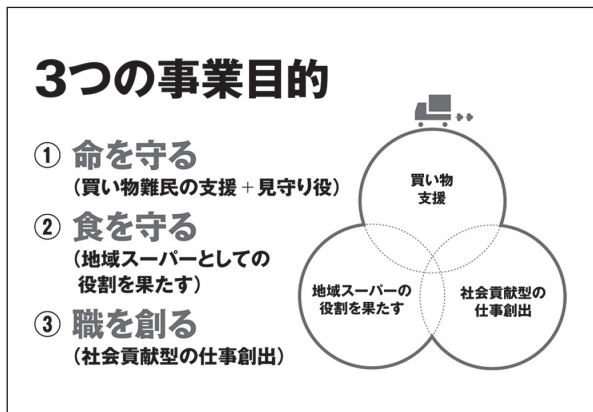 3つの事業目的
① 命を守る
（買い物難民の支援＋見守り役）
② 食を守る
（地域スーパーとしての
役割を果たす）
③ 職を創る
（社会貢献型の仕事創出）
買い物
支援
地域スーパーの
役割を果たす
社会貢献型の
仕事創出